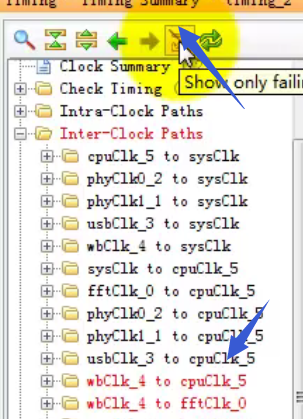 Timing Timing Summary timing_2
Clock Summary
Show only failin
Check Timing
Intra-Clock Paths
Inter-Clock Paths
cpuClk_5 to sysClk
phyClk0_2 to sysClk
phyClk1_1 to sysClk
usbClk_3 to sysClk
wbClk_4 to sysClk
sysClk to cpuClk_5
fftClk_0 to cpuClk_5
phyClk0_2 to cpuClk_5
phyClk1_1 to cpuClk_5
usbClk_3 to cpuClk_5
wbClk_4 to cpuClk_5
wbClk_4 to fftClk_0